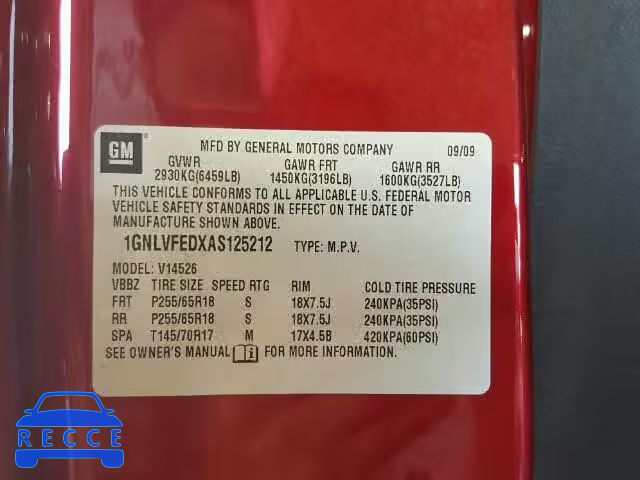 GM ®
MFD BY GENERAL MOTORS COMPANY 09/09
GVWR GAWR FRT GAWR RR
2930KG(6459LB) 1450KG(3196LB) 1600KG(3527LB)
THIS VEHICLE CONFORMS TO ALL APPLICABLE U.S. FEDERAL MOTOR
VEHICLE SAFETY STANDARDS IN EFFECT ON THE DATE OF
MANUFACTURE SHOWN ABOVE.
1GNLVFEDXAS125212 TYPE: M.P.V.
MODEL: V14526
VBBZ TIRE SIZE SPEED RTG RIM COLD TIRE PRESSURE
FRT P255/65R18 S 18X7.5J 240KPA(35PSI)
RR P255/65R18 S 18X7.5J 240KPA(35PSI)
SPA T145/70R17 M 17X4.5B 420KPA(60PSI)
SEE OWNER'S MANUAL FOR MORE INFORMATION.
RECCE